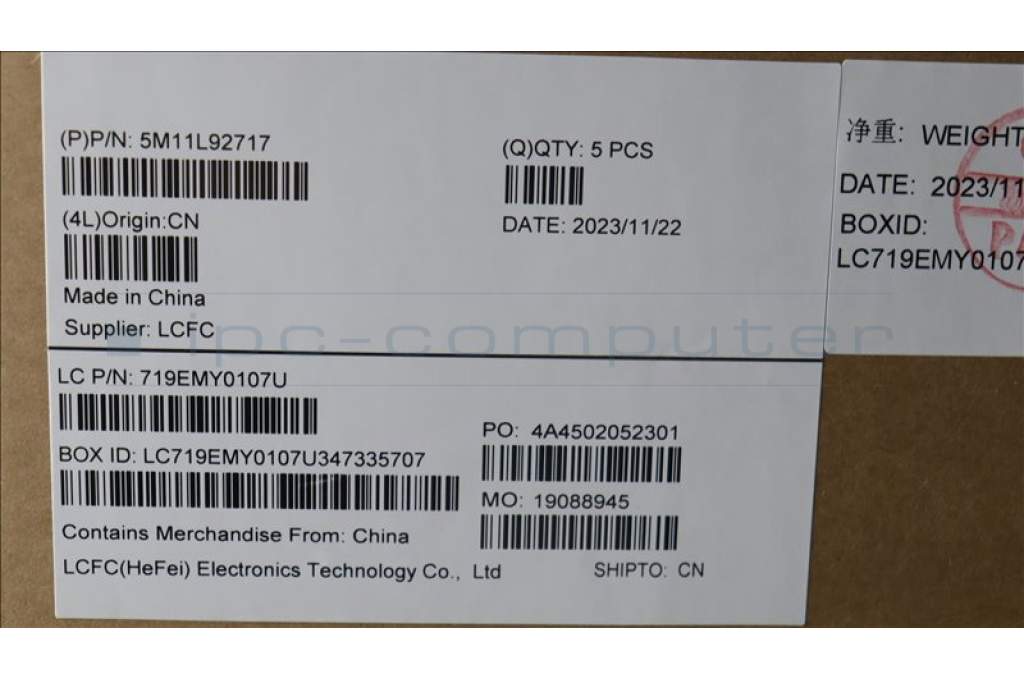 (P)P/N: 5M11L92717
(Q)QTY: 5 PCS
(4L)Origin:CN
DATE: 2023/11/22
Made in China
Supplier: LCFC
LC P/N: 719EMY0107U
PO: 4A4502052301
BOX ID: LC719EMY0107U347335707
MO: 19088945
Contains Merchandise From: China
LCFC(HeFei) Electronics Technology Co., Ltd
SHIPTO: CN
净重: WEIGHT
DATE: 2023/11
BOXID:
LC719EMY0107
ipc-computer